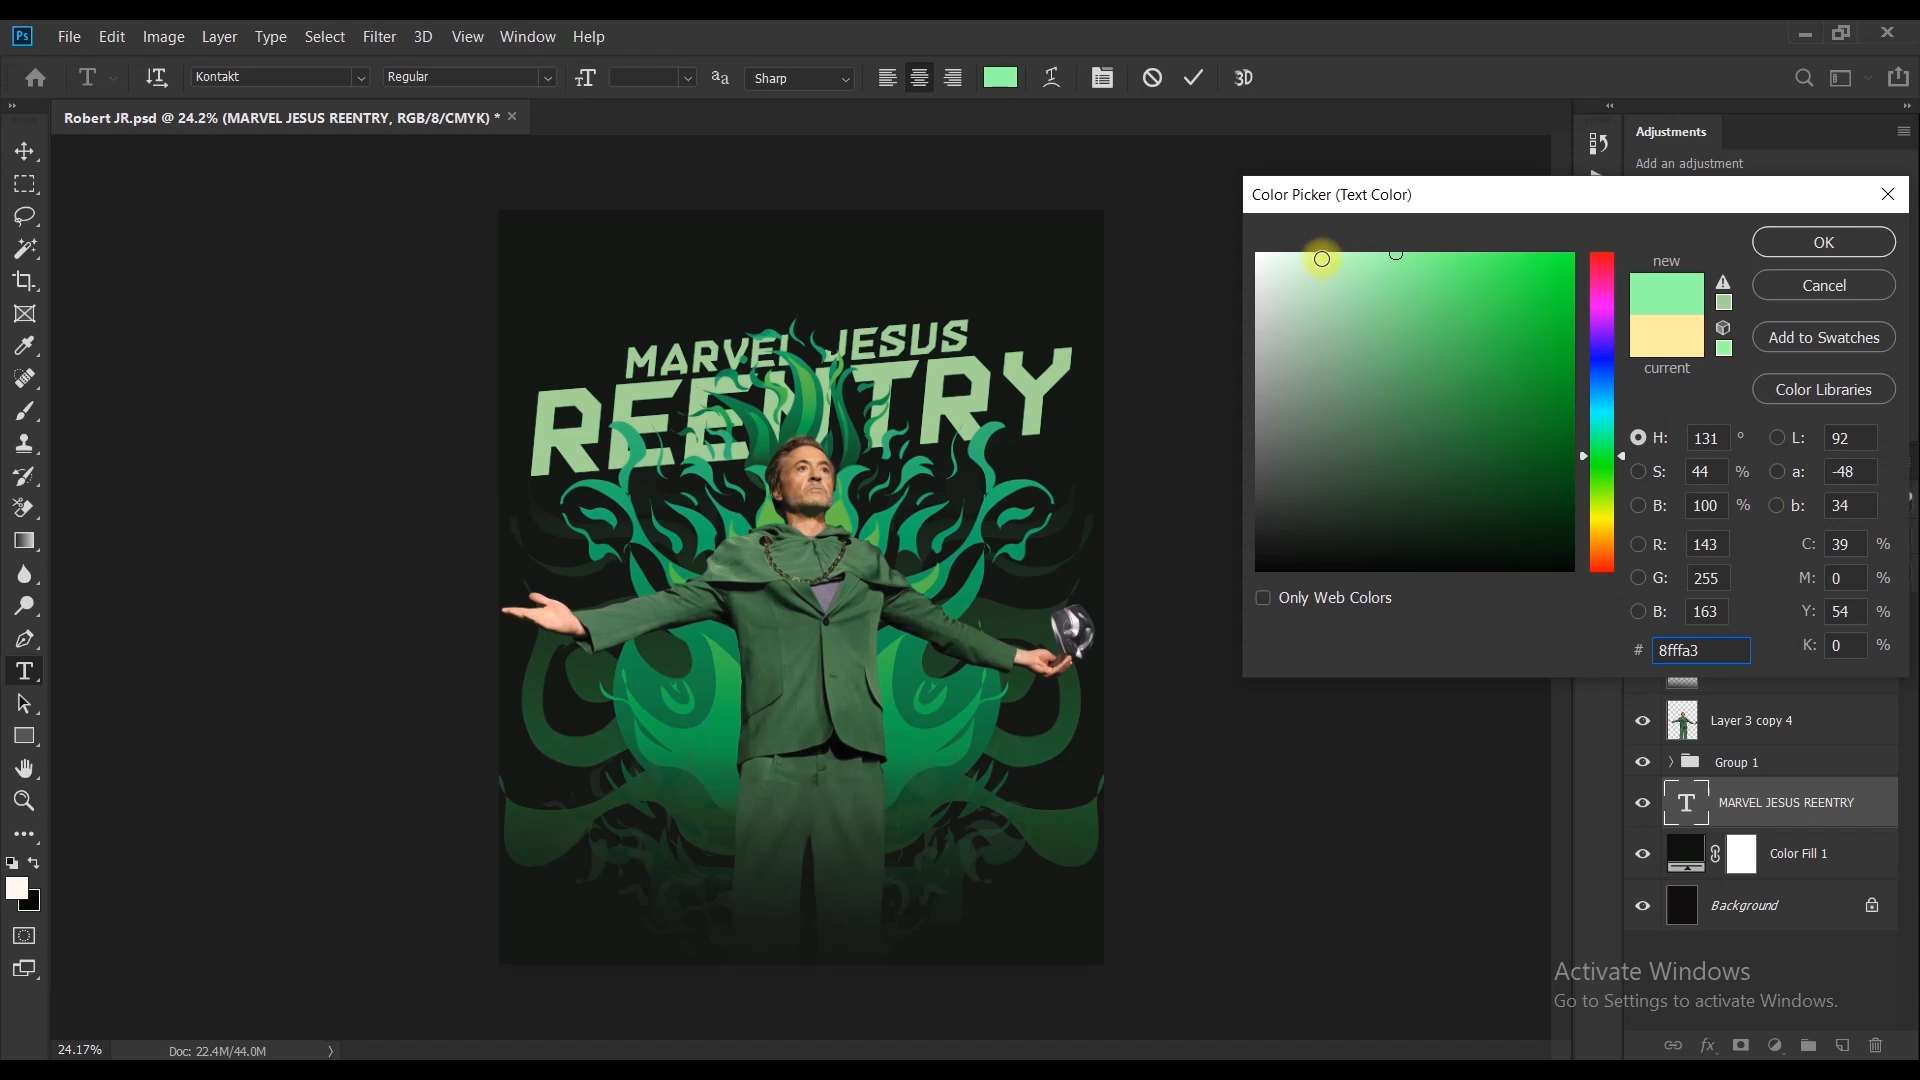 Ps File Edit Image Layer Type Select Filter 3D View Window Help
T Kontakt Regular Sharp 3D
Robert JR.psd @ 24.2% (MARVEL JESUS REENTRY, RGB/8/CMYK) *
Adjustments
Add an adjustment
Color Picker (Text Color)
new
current
OK
Cancel
Add to Swatches
Color Libraries
MARVEL JESUS
REENTRY
H: 131 ° L: 92
S: 44 % a: -48
B: 100 % b: 34
R: 143 C: 39 %
G: 255 M: 0 %
B: 163 Y: 54 %
# 8fffa3 K: 0 %
Only Web Colors
Layer 3 copy 4
Group 1
T MARVEL JESUS REENTRY
Color Fill 1
Background
Activate Windows
Go to Settings to activate Windows.
24.17% Doc: 22.4M/44.0M
fx